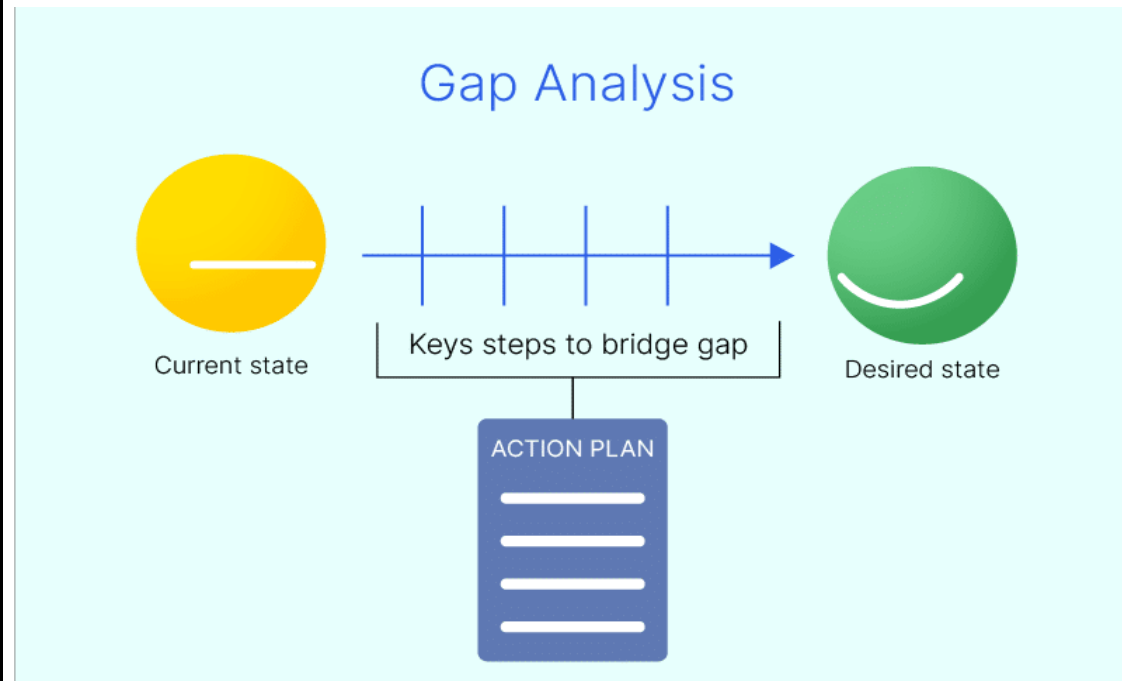 Gap Analysis
Keys steps to bridge gap
Current state
Desired state
ACTION PLAN